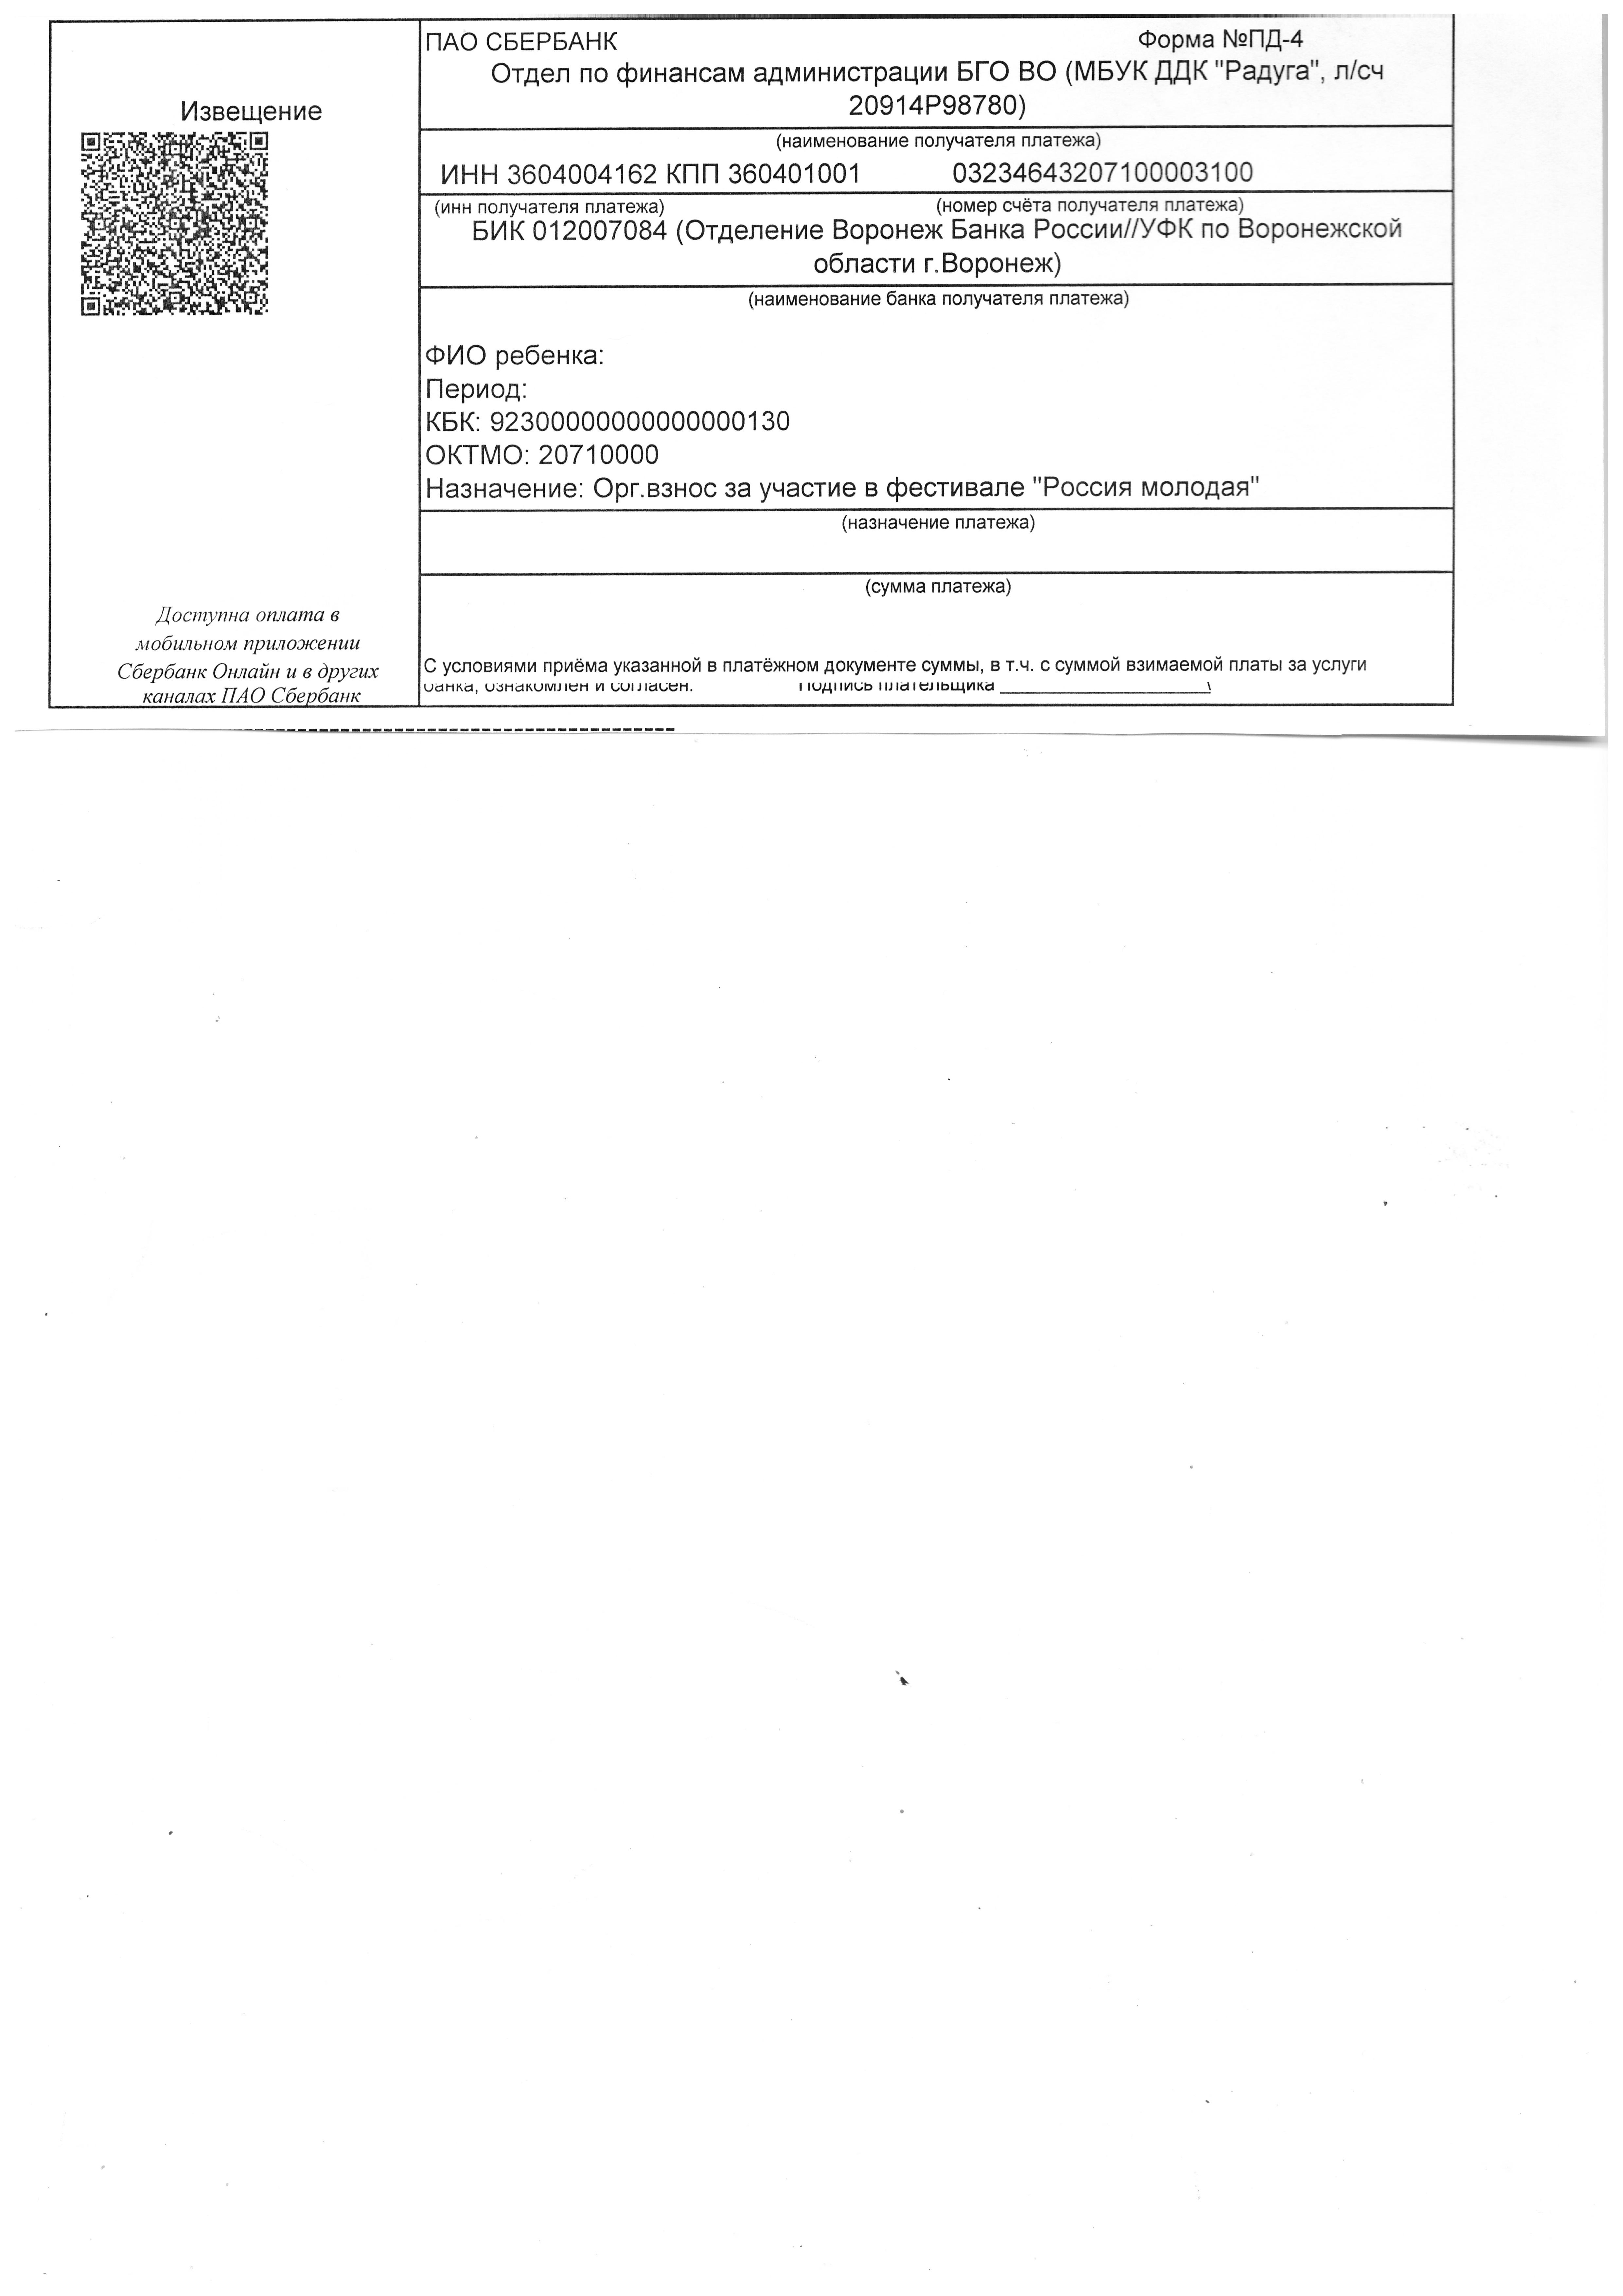 ПАО СБЕРБАНК Форма №ПД-4
Отдел по финансам администрации БГО ВО (МБУК ДДК "Радуга", л/сч
20914Р98780)
Извещение
(наименование получателя платежа)
ИНН 3604004162 КПП 360401001 03234643207100003100
(инн получателя платежа) (номер счёта получателя платежа)
БИК 012007084 (Отделение Воронеж Банка России//УФК по Воронежской
области г.Воронеж)
(наименование банка получателя платежа)
ФИО ребенка:
Период:
КБК: 92300000000000000130
ОКТМО: 20710000
Назначение: Орг.взнос за участие в фестивале "Россия молодая"
(назначение платежа)
(сумма платежа)
Доступна оплата в
мобильном приложении
Сбербанк Онлайн и в других
каналах ПАО Сбербанк
С условиями приёма указанной в платёжном документе суммы, в т.ч. с суммой взимаемой платы за услуги
банка, ознакомлен и согласен. Подпись плательщика